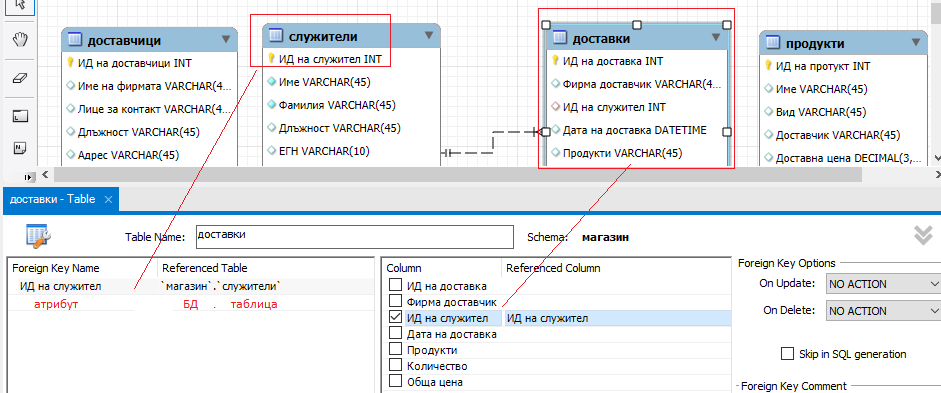 доставчици
ИД на доставчици INT
Име на фирмата VARCHAR(4...
Лице за контакт VARCHAR(4...
Длъжност VARCHAR(45)
Адрес VARCHAR(45)
служители
ИД на служител INT
Име VARCHAR(45)
Фамилия VARCHAR(45)
Длъжност VARCHAR(45)
ЕГН VARCHAR(10)
доставки
ИД на доставка INT
Фирма доставчик VARCHAR(4...
ИД на служител INT
Дата на доставка DATETIME
Продукти VARCHAR(45)
продукти
ИД на протукт INT
Име VARCHAR(45)
Вид VARCHAR(45)
Доставчик VARCHAR(45)
Доставна цена DECIMAL(3,...
доставки - Table ×
Table Name: доставки Schema: магазин
Foreign Key Name Referenced Table
ИД на служител `магазин`.`служители`
атрибут БД . таблица
Column Referenced Column
ИД на доставка
Фирма доставчик
ИД на служител ИД на служител
Дата на доставка
Продукти
Количество
Обща цена
Foreign Key Options
On Update: NO ACTION
On Delete: NO ACTION
Skip in SQL generation
Foreign Key Comment